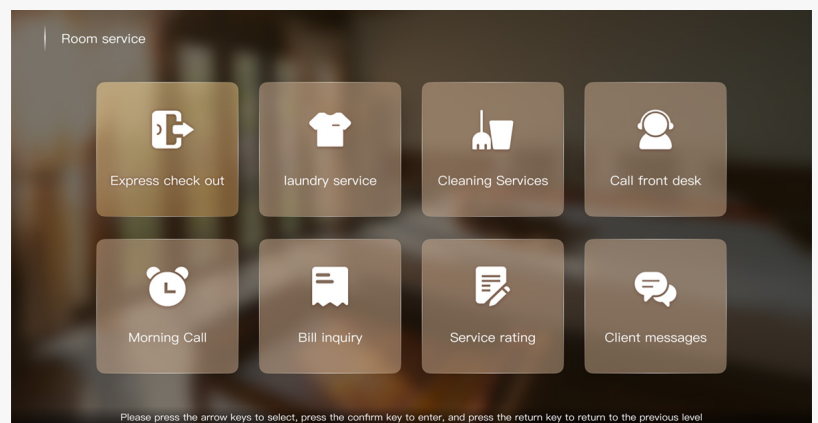 Room service
Express check out
laundry service
Cleaning Services
Call front desk
Morning Call
Bill inquiry
Service rating
Client messages
Please press the arrow keys to select, press the confirm key to enter, and press the return key to return to the previous level